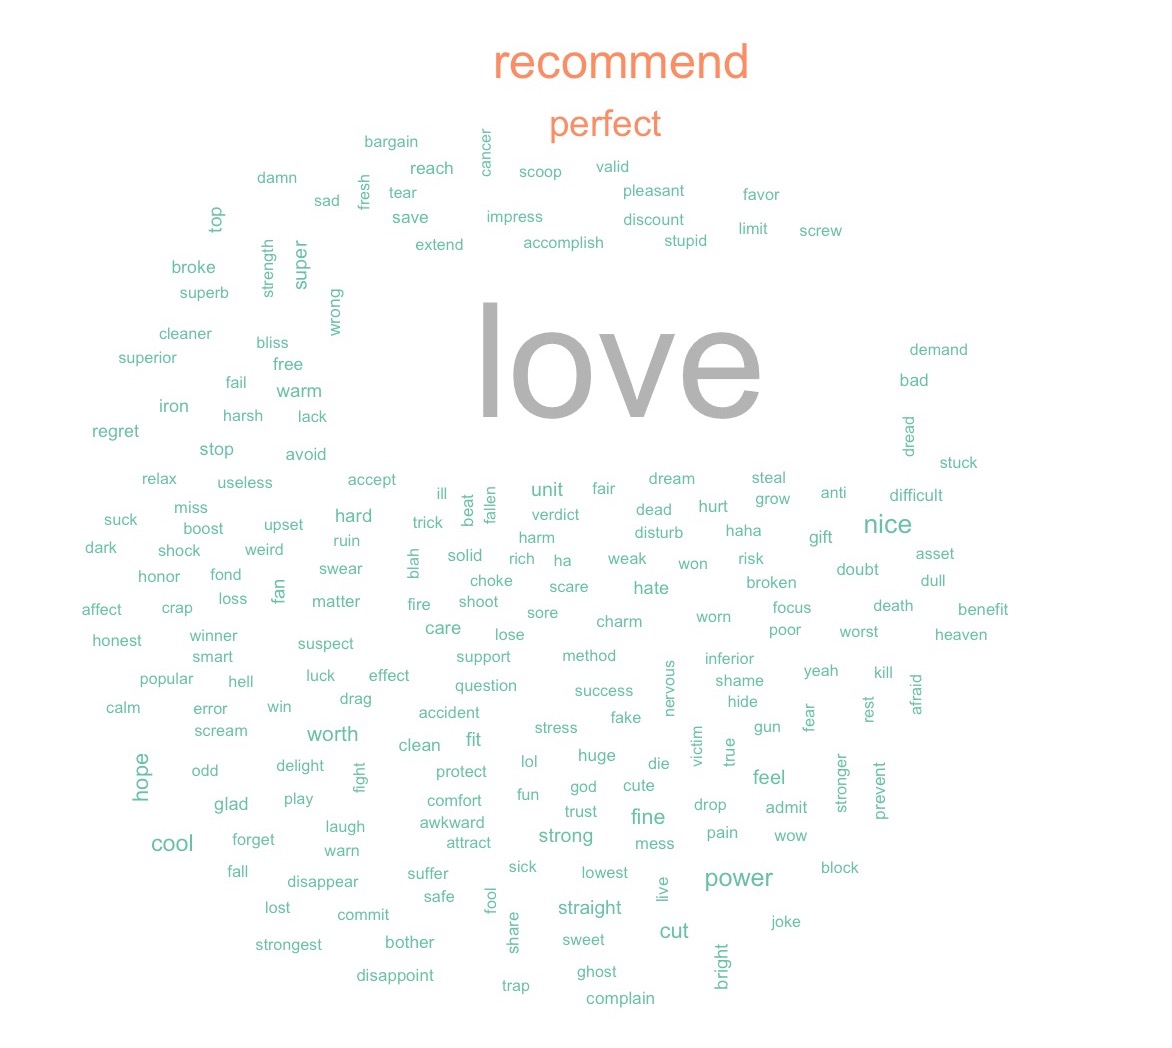 recommend
perfect
bargain
cancer
reach
scoop
valid
damn
sad
fresh
tear
pleasant
favor
top
save
impress
discount
limit
screw
extend
accomplish
stupid
broke
strength
super
superb
wrong
love
cleaner
bliss
superior
free
demand
fail
warm
bad
iron
harsh
lack
regret
dread
stop
avoid
stuck
relax
useless
accept
ill
beat
fallen
unit
fair
dream
steal
grow
anti
difficult
miss
suck
boost
upset
hard
trick
verdict
dead
hurt
nice
dark
shock
weird
ruin
harm
disturb
haha
gift
blah
solid
rich
ha
weak
won
risk
asset
honor
fond
swear
choke
scare
hate
broken
doubt
dull
affect
crap
loss
fan
matter
fire
shoot
sore
charm
worn
focus
death
benefit
honest
winner
suspect
care
lose
poor
worst
heaven
smart
support
method
inferior
popular
hell
luck
effect
question
success
nervous
shame
yeah
kill
calm
error
win
drag
accident
fake
hide
fear
rest
afraid
scream
worth
clean
fit
stress
victim
true
gun
hope
odd
delight
fight
protect
lol
huge
die
feel
stronger
prevent
glad
play
comfort
fun
god
cute
drop
admit
cool
forget
laugh
awkward
trust
fine
warn
attract
strong
mess
pain
wow
fall
disappear
suffer
sick
lowest
live
power
block
lost
commit
safe
fool
share
straight
cut
joke
strongest
bother
sweet
bright
disappoint
trap
ghost
complain